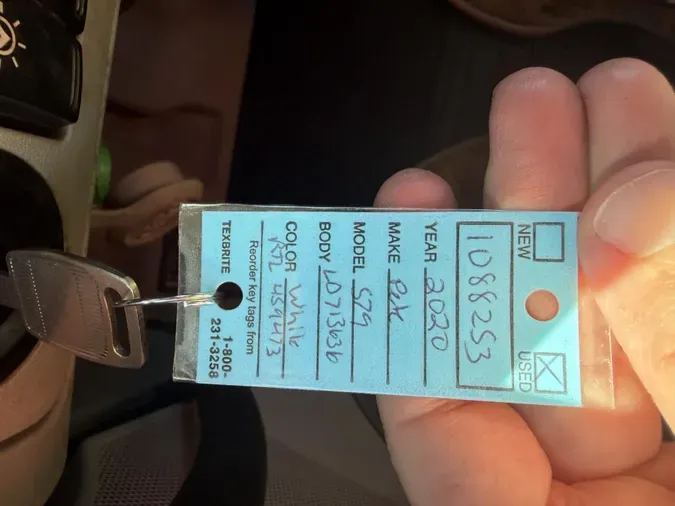 NEW USED
1088253
YEAR 2020
MAKE Pete
MODEL 579
BODY LD713636
COLOR White
P72 459473
Reorder key tags from
TEXBRITE 1-800-
231-3258